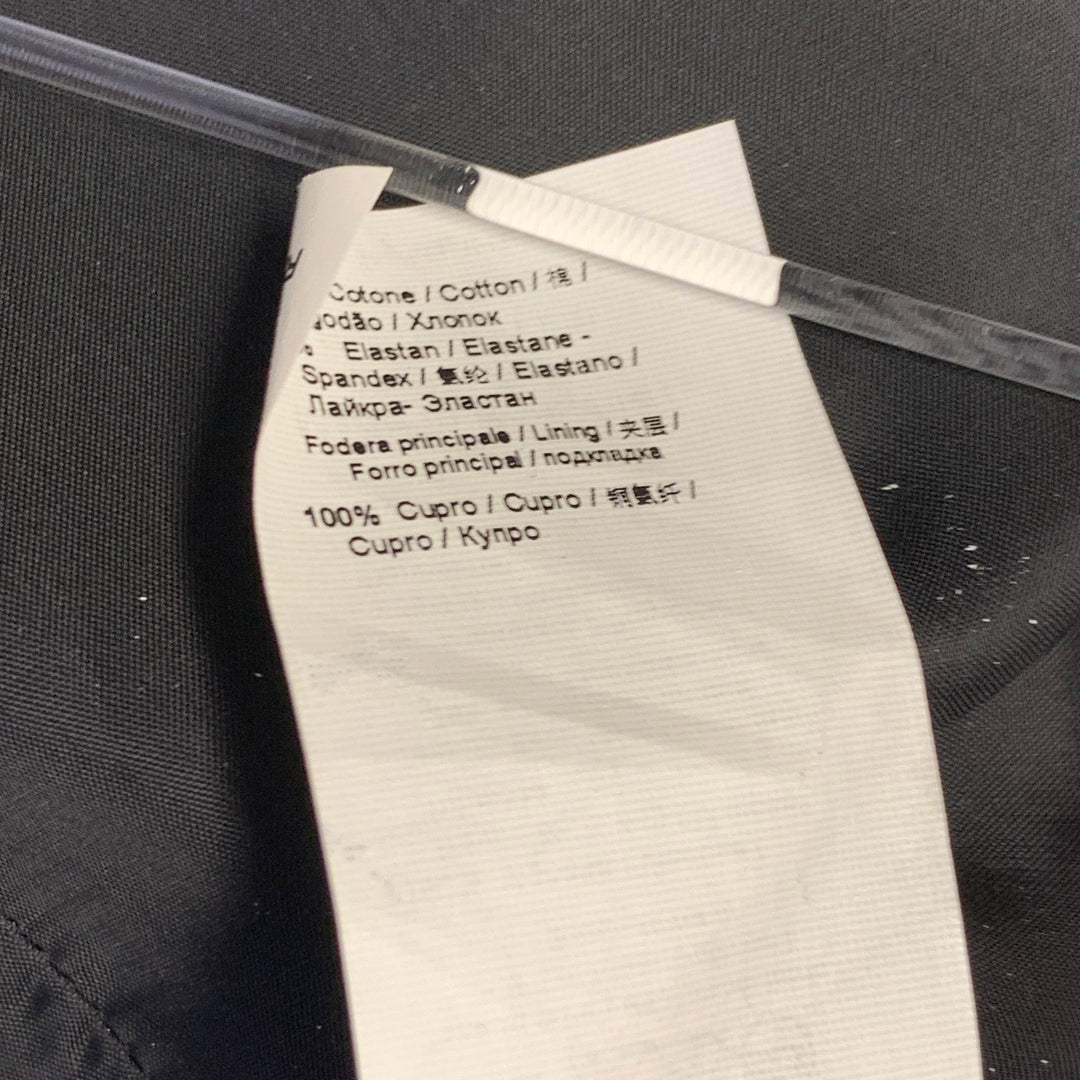 Cotone / Cotton / 棉 /
odão / Хлопок
% Elastan / Elastane -
Spandex / 氨纶 / Elastano /
Лайкра- Эластан
Fodera principale / Lining / 夹层 /
Forro principal / подкладка
100% Cupro / Cupro / 铜氨纤 /
Cupro / Купро